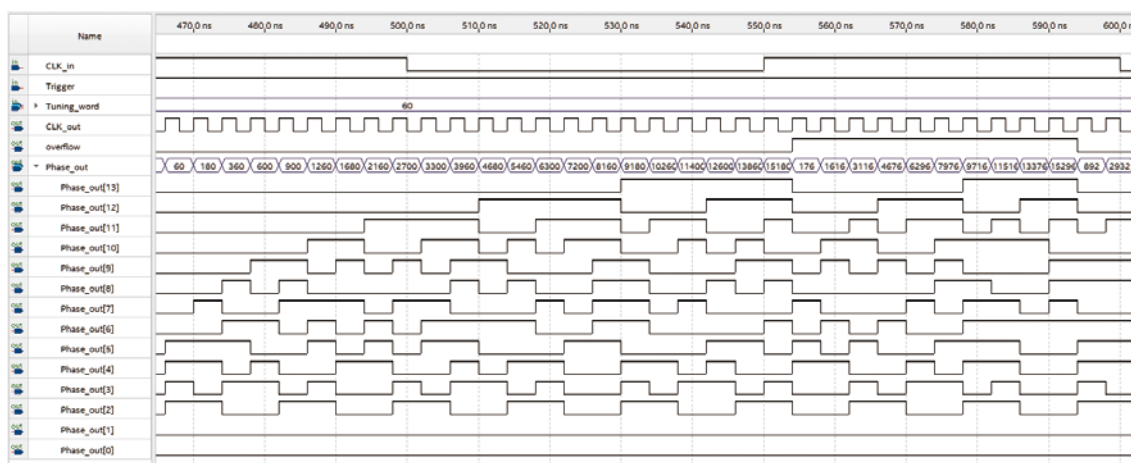 Name
470,0 ns 480,0 ns 490,0 ns 500,0 ns 510,0 ns 520,0 ns 530,0 ns 540,0 ns 550,0 ns 560,0 ns 570,0 ns 580,0 ns 590,0 ns 600,0 n
CLK_in
Trigger
Tuning_word 60
CLK_out
overflow
Phase_out 60 180 360 600 900 1260 1680 2160 2700 3300 3960 4680 5460 6300 7200 8160 9180 10260 11400 12600 13860 15180 176 1616 3116 4676 6296 7976 9716 11516 13376 15296 892 2932
Phase_out[13]
Phase_out[12]
Phase_out[11]
Phase_out[10]
Phase_out[9]
Phase_out[8]
Phase_out[7]
Phase_out[6]
Phase_out[5]
Phase_out[4]
Phase_out[3]
Phase_out[2]
Phase_out[1]
Phase_out[0]